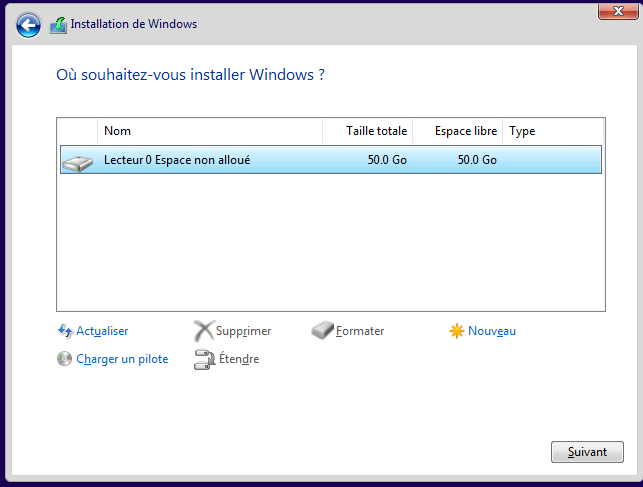 Installation de Windows
Où souhaitez-vous installer Windows ?
Nom Taille totale Espace libre Type
Lecteur 0 Espace non alloué 50.0 Go 50.0 Go
Actualiser Supprimer Formater Nouveau
Charger un pilote Étendre
Suivant